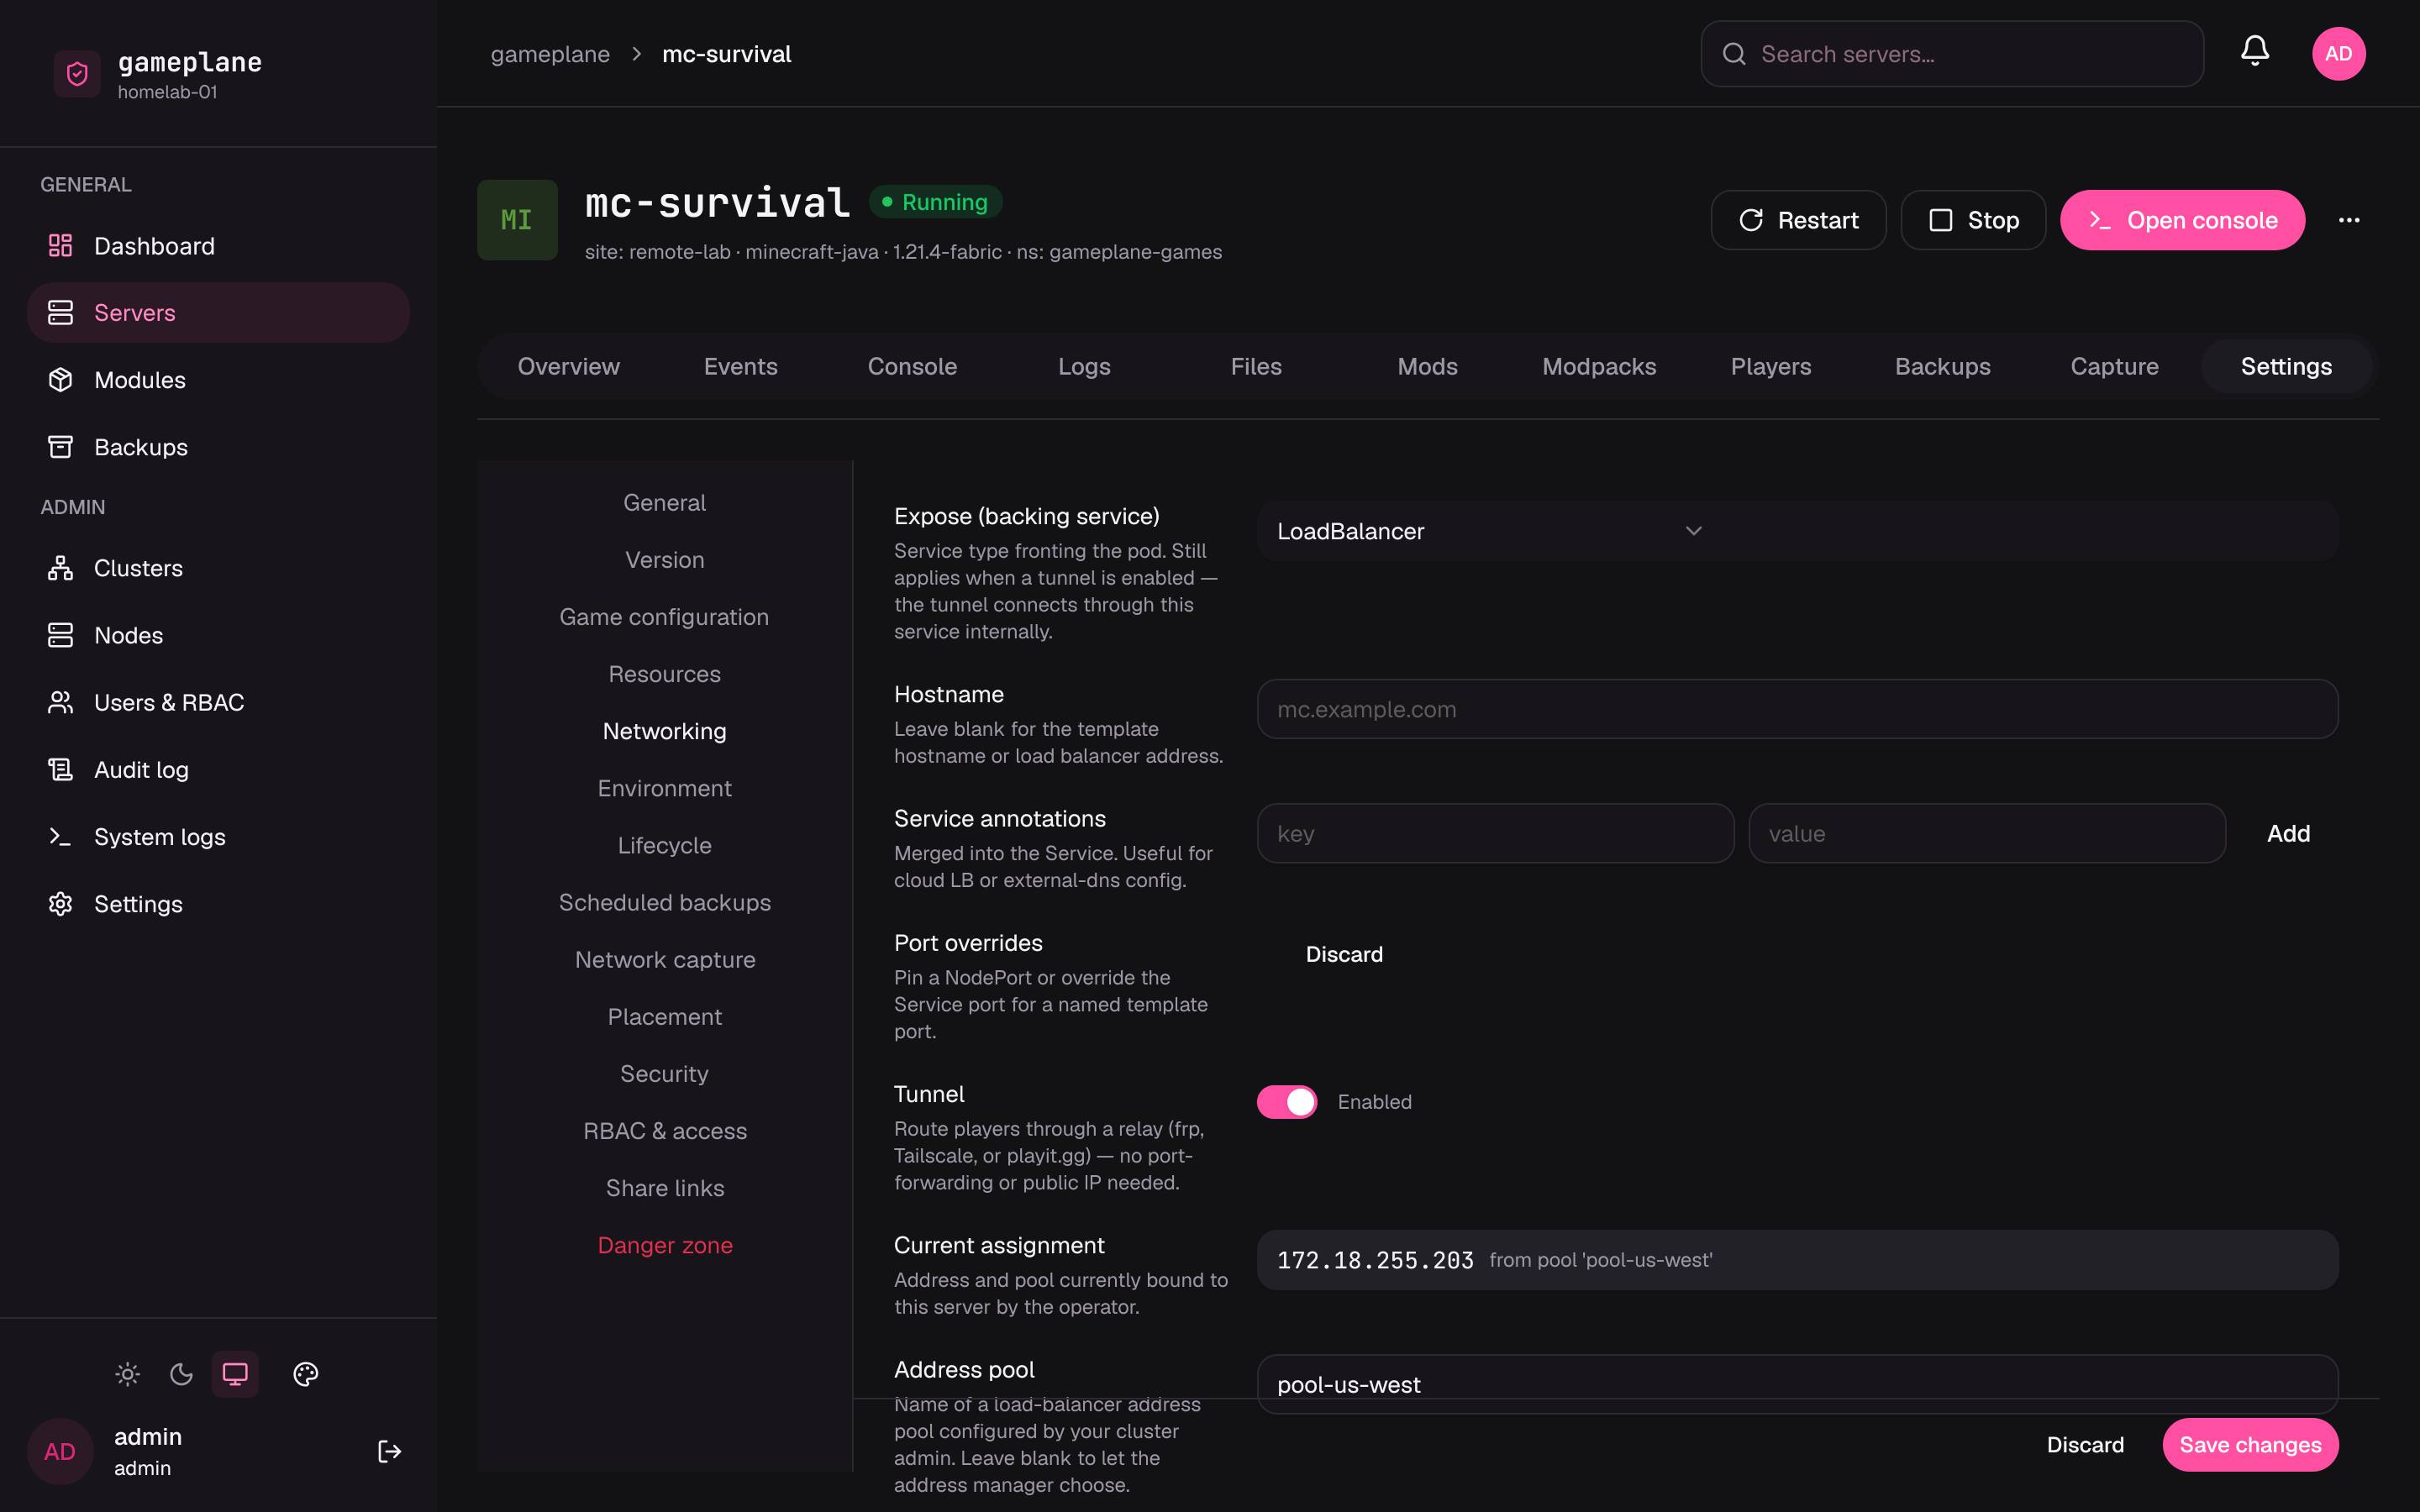 gameplane
homelab-01
GENERAL
Dashboard
Servers
Modules
Backups
ADMIN
Clusters
Nodes
Users & RBAC
Audit log
System logs
Settings
AD
admin
admin
gameplane
mc-survival
Search servers...
AD
MI
mc-survival
Running
site: remote-lab · minecraft-java · 1.21.4-fabric · ns: gameplane-games
Restart
Stop
Open console
Overview
Events
Console
Logs
Files
Mods
Modpacks
Players
Backups
Capture
Settings
General
Version
Game configuration
Resources
Networking
Environment
Lifecycle
Scheduled backups
Network capture
Placement
Security
RBAC & access
Share links
Danger zone
Expose (backing service)
Service type fronting the pod. Still
applies when a tunnel is enabled —
the tunnel connects through this
service internally.
LoadBalancer
Hostname
Leave blank for the template
hostname or load balancer address.
mc.example.com
Service annotations
Merged into the Service. Useful for
cloud LB or external-dns config.
key
value
Add
Port overrides
Pin a NodePort or override the
Service port for a named template
port.
Discard
Tunnel
Route players through a relay (frp,
Tailscale, or playit.gg) — no port-
forwarding or public IP needed.
Enabled
Current assignment
Address and pool currently bound to
this server by the operator.
172.18.255.203 from pool 'pool-us-west'
Address pool
Name of a load-balancer address
pool configured by your cluster
admin. Leave blank to let the
address manager choose.
pool-us-west
Discard
Save changes